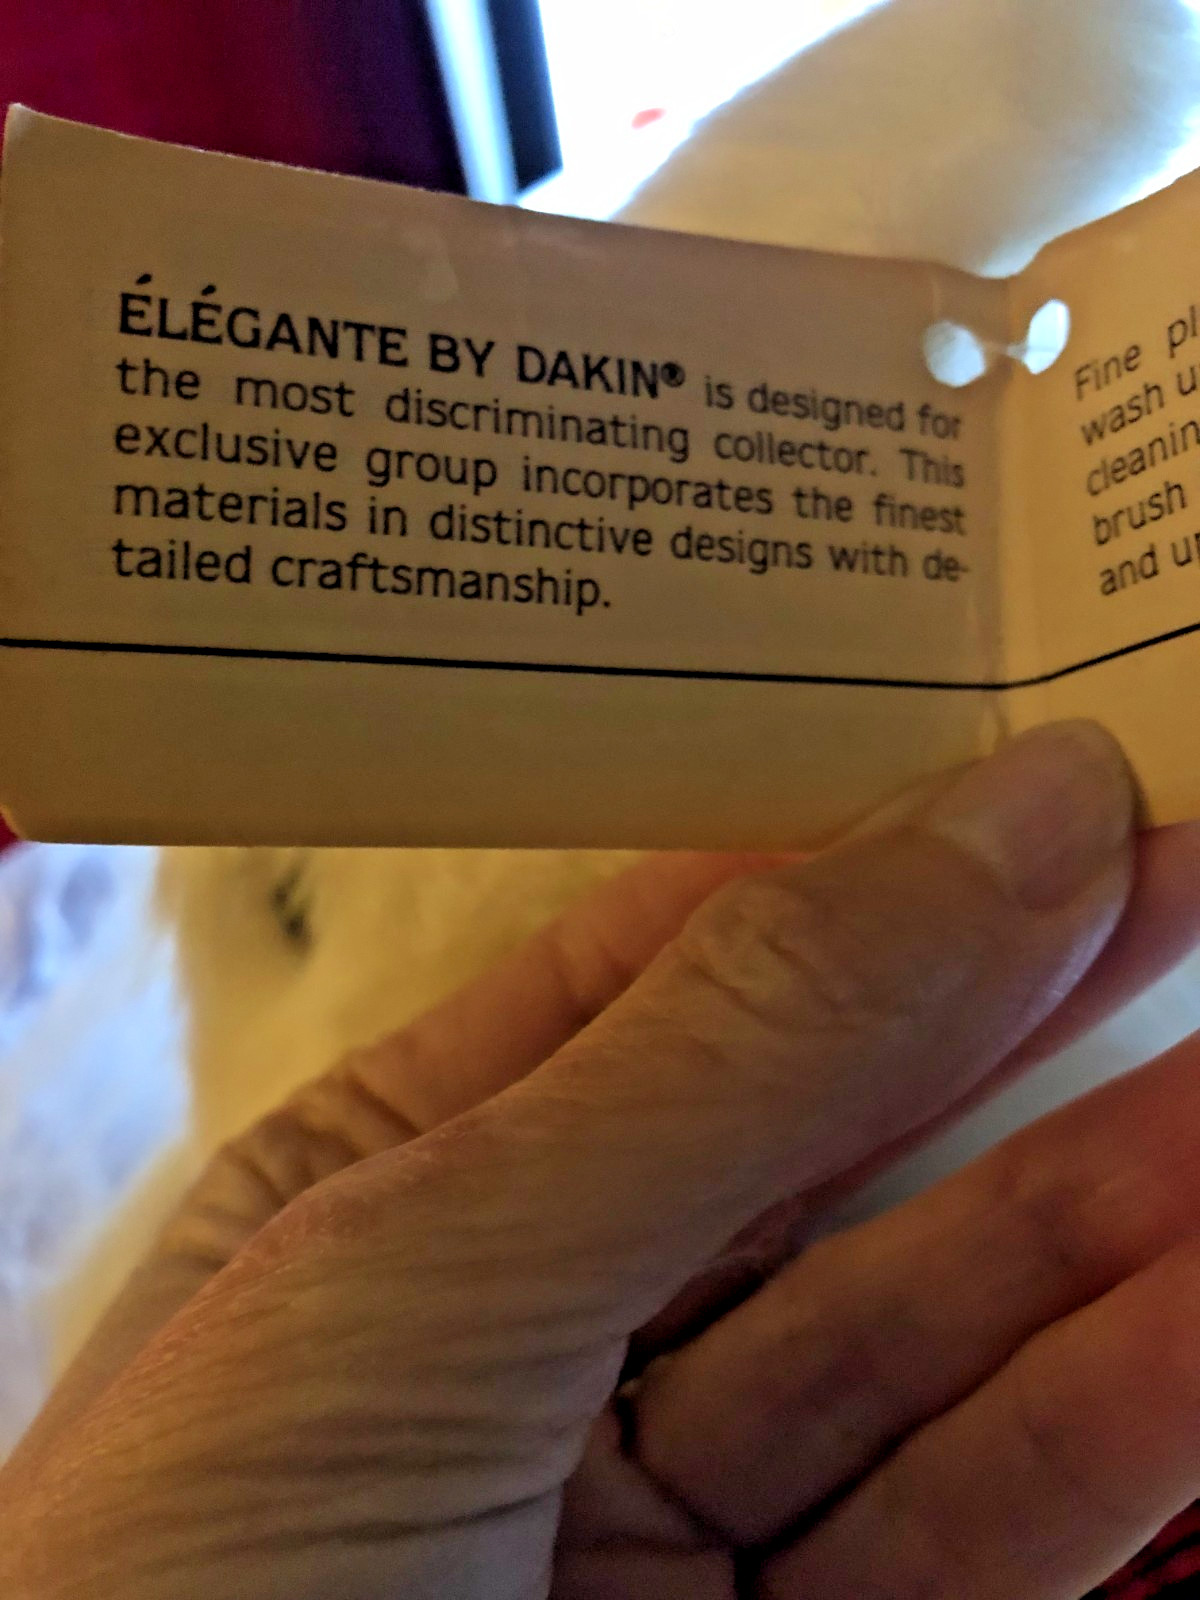 ÉLÉGANTE BY DAKIN® is designed for
the most discriminating collector. This
exclusive group incorporates the finest
materials in distinctive designs with de-
tailed craftsmanship.
Fine
wash
cleanin
brush
and